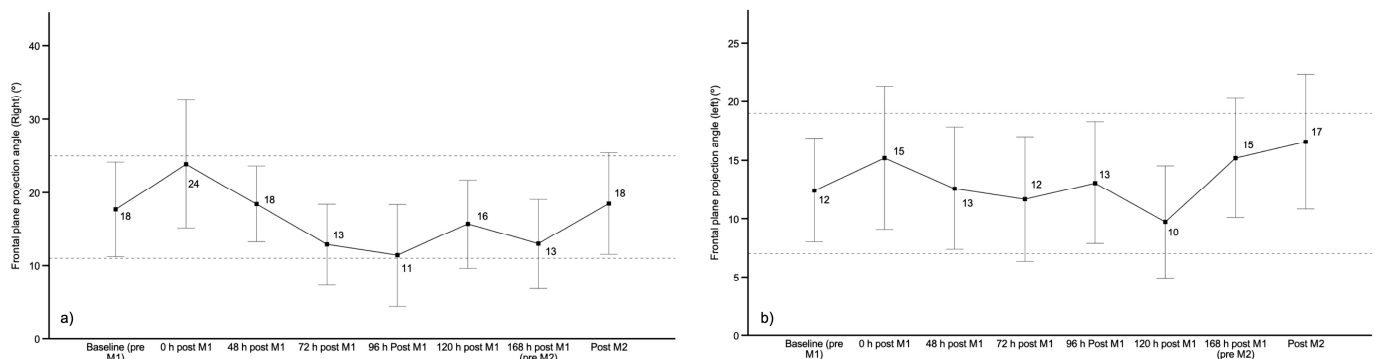 Frontal plane projection angle (Right) (º)
40
30
20
10
0
18
24
18
13
11
16
13
18
a)
Baseline (pre M1)
0 h post M1
48 h post M1
72 h post M1
96 h Post M1
120 h post M1
168 h post M1 (pre M2)
Post M2
Frontal plane projection angle (left) (º)
25
20
15
10
5
0
12
15
13
12
13
10
15
17
b)
Baseline (pre M1)
0 h post M1
48 h post M1
72 h post M1
96 h Post M1
120 h post M1
168 h post M1 (pre M2)
Post M2